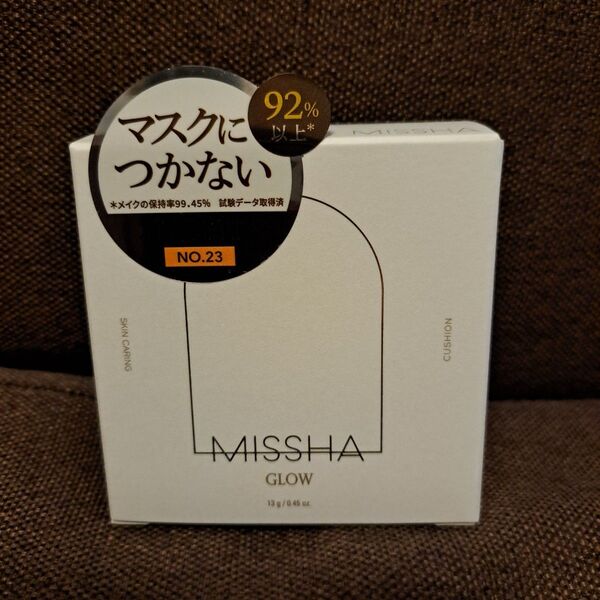 92%
以上*
マスクに
つかない
*メイクの保持率99.45% 試験データ取得済
NO.23
MISSHA
SKIN CARING
CUSHION
MISSHA
GLOW
13 g / 0.45 oz.